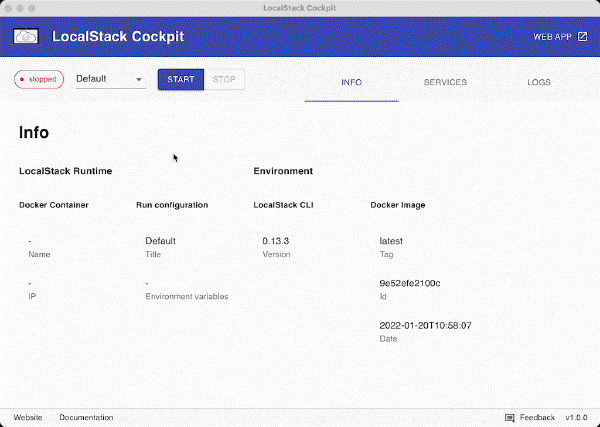 LocalStack Cockpit
LocalStack Cockpit
WEB APP
stopped
Default
START
STOP
INFO
SERVICES
LOGS
Info
LocalStack Runtime
Environment
Docker Container
Run configuration
LocalStack CLI
Docker Image
-
Default
0.13.3
latest
Name
Title
Version
Tag
-
-
9e52efe2100c
IP
Environment variables
Id
2022-01-20T10:58:07
Date
Website
Documentation
Feedback
v1.0.0